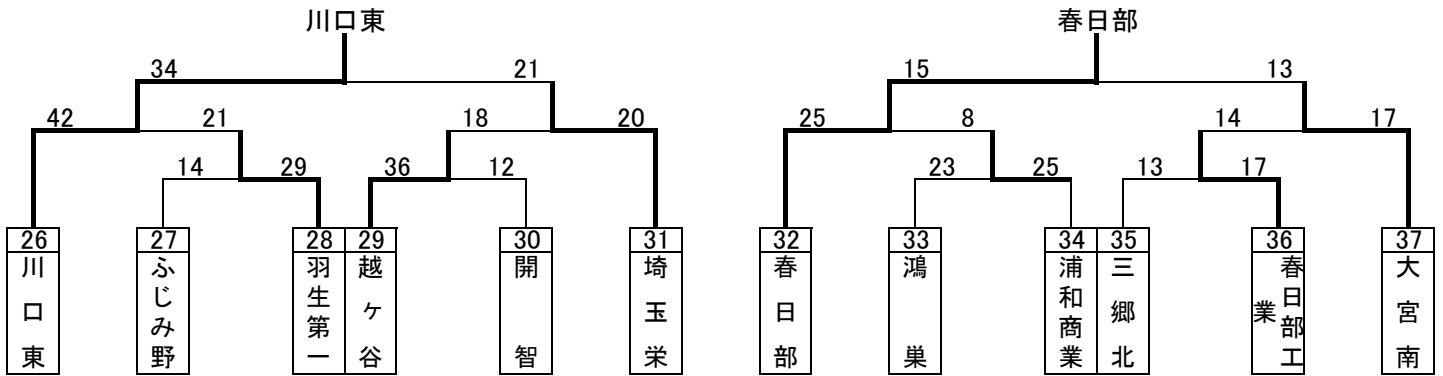 川口東 春日部
34 21 15 13
42 21 18 20 25 8 14 17
14 29 36 12 23 25 13 17
26 27 28 29 30 31 32 33 34 35 36 37
川口東
ふじみ野
羽生第一
越ヶ谷
開智
埼玉栄
春日部
鴻巣
浦和商業
三郷北
春日部工業
大宮南